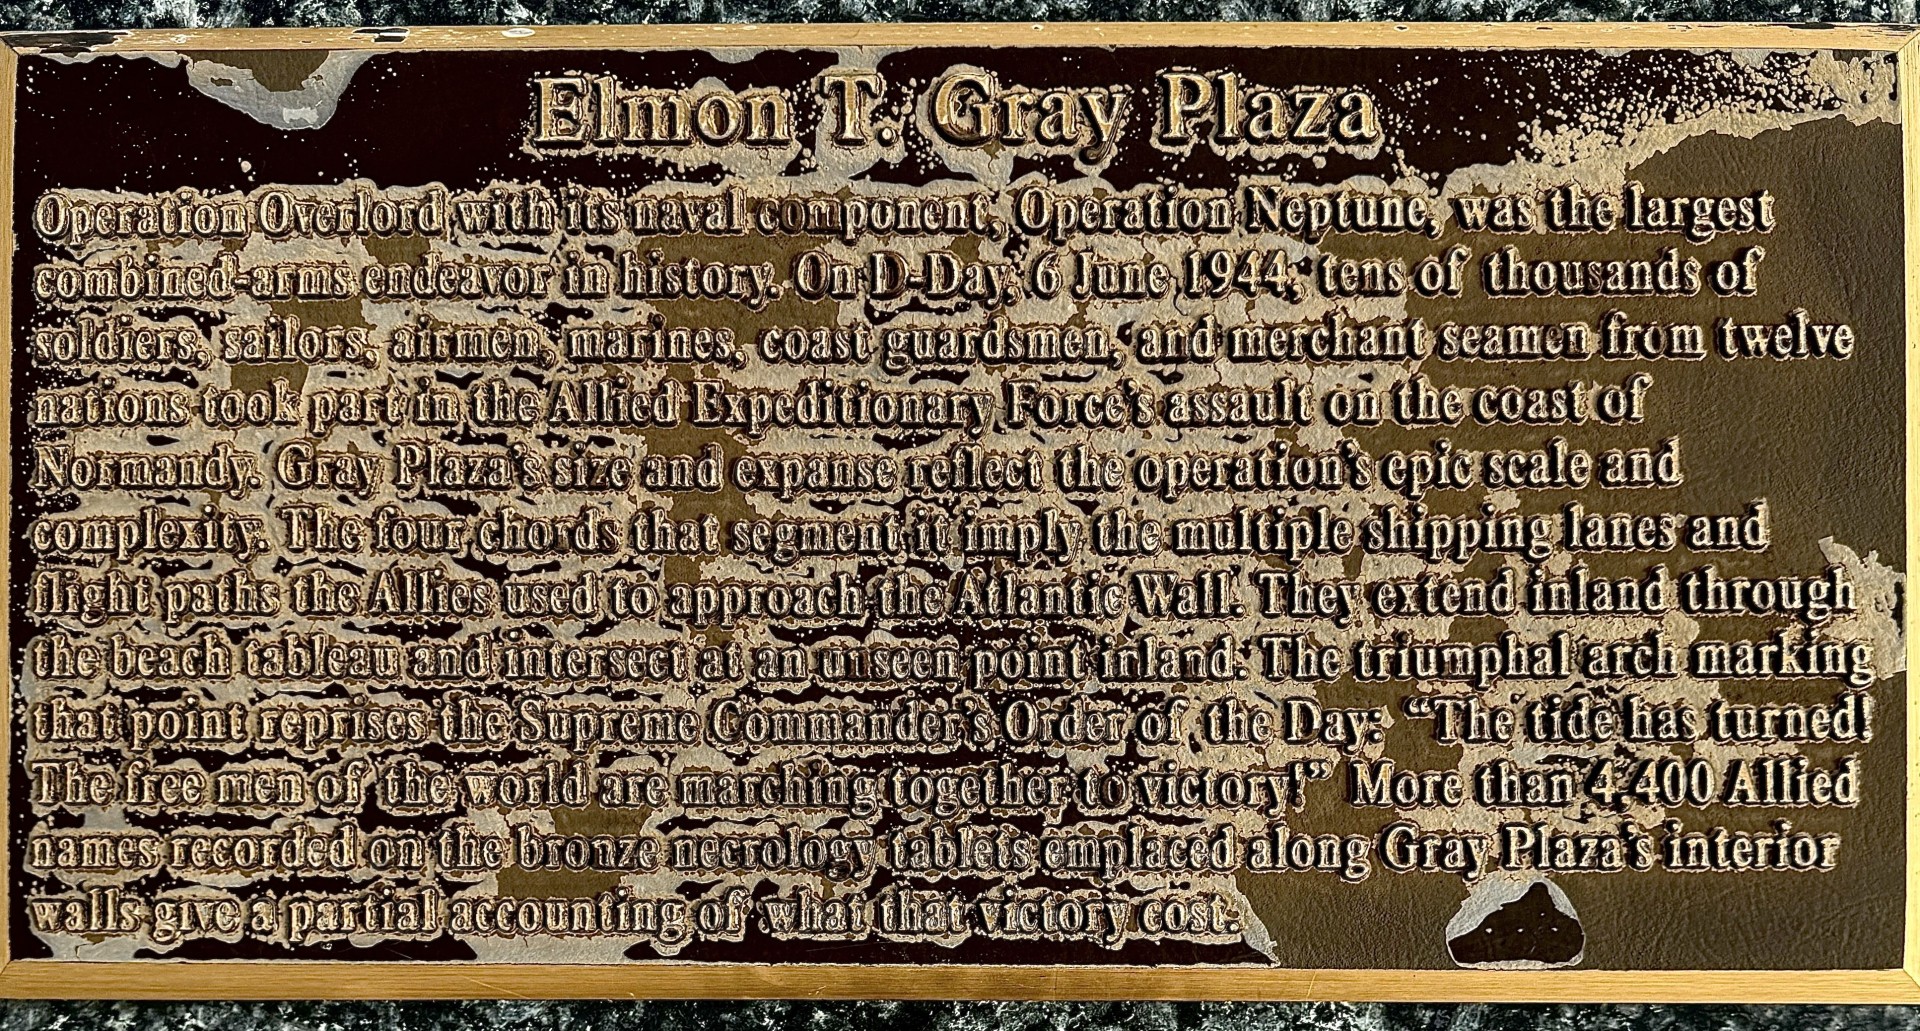 Elmon T. Gray Plaza
Operation Overlord with its naval component, Operation Neptune, was the largest
combined-arms endeavor in history. On D-Day, 6 June 1944, tens of thousands of
soldiers, sailors, airmen, marines, coast guardsmen, and merchant seamen from twelve
nations took part in the Allied Expeditionary Force's assault on the coast of
Normandy. Gray Plaza's size and expanse reflect the operation's epic scale and
complexity. The four chords that segment it imply the multiple shipping lanes and
flight paths the Allies used to approach the Atlantic Wall. They extend inland through
the beach tableau and intersect at an unseen point inland. The triumphal arch marking
that point reprises the Supreme Commander's Order of the Day: “The tide has turned!
The free men of the world are marching together to victory!” More than 4,400 Allied
names recorded on the bronze necrology tablets emplaced along Gray Plaza's interior
walls give a partial accounting of what that victory cost.